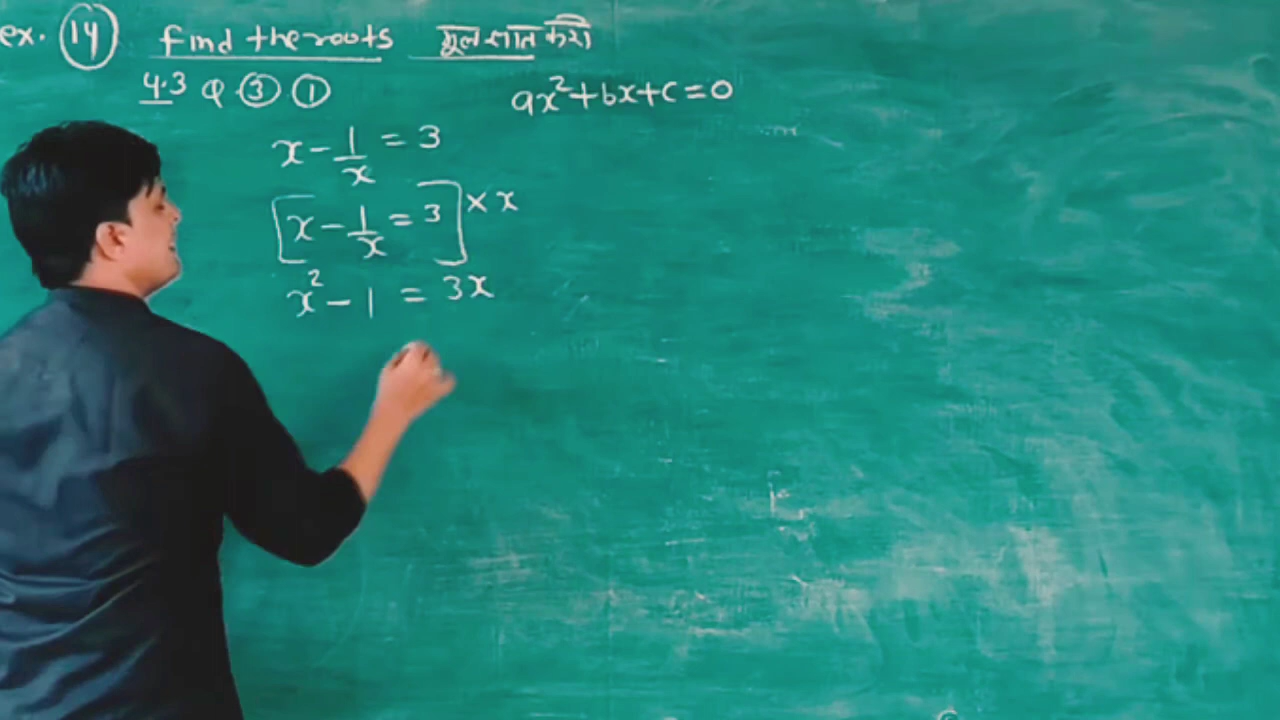 ex. 14 find the roots मूल ज्ञात करो
4.3 Q. 3 1 ax²+bx+c=0
x - 1/x = 3
[x - 1/x = 3] × x
x² - 1 = 3x